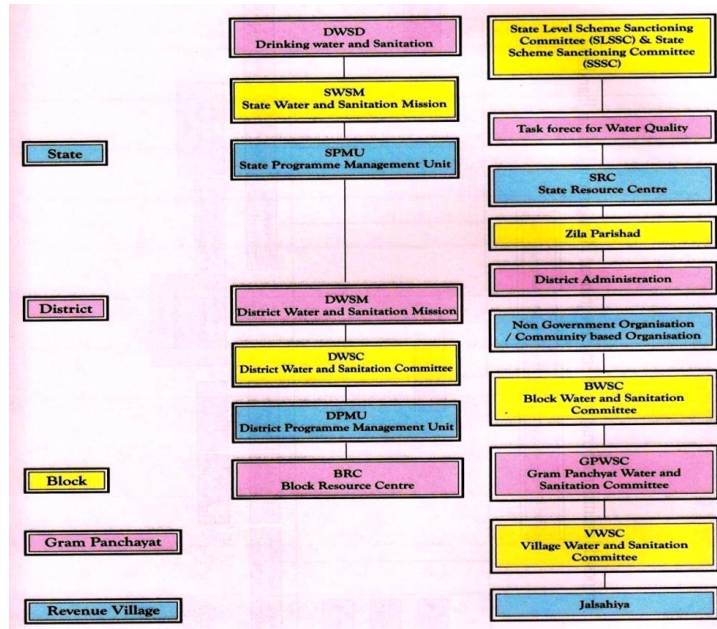 State
District
Block
Gram Panchayat
Revenue Village
DWSD
Drinking water and Sanitation
SWSM
State Water and Sanitation Mission
SPMU
State Programme Management Unit
DWSM
District Water and Sanitation Mission
DWSC
District Water and Sanitation Committee
DPMU
District Programme Management Unit
BRC
Block Resource Centre
State Level Scheme Sanctioning
Committee (SLSSC) & State
Scheme Sanctioning Committee
(SSSC)
Task forece for Water Quality
SRC
State Resource Centre
Zila Parishad
District Administration
Non Government Organisation
/ Community based Organisation
BWSC
Block Water and Sanitation
Committee
GPWSC
Gram Panchyat Water and
Sanitation Committee
VWSC
Village Water and Sanitation
Committee
Jalsahiya